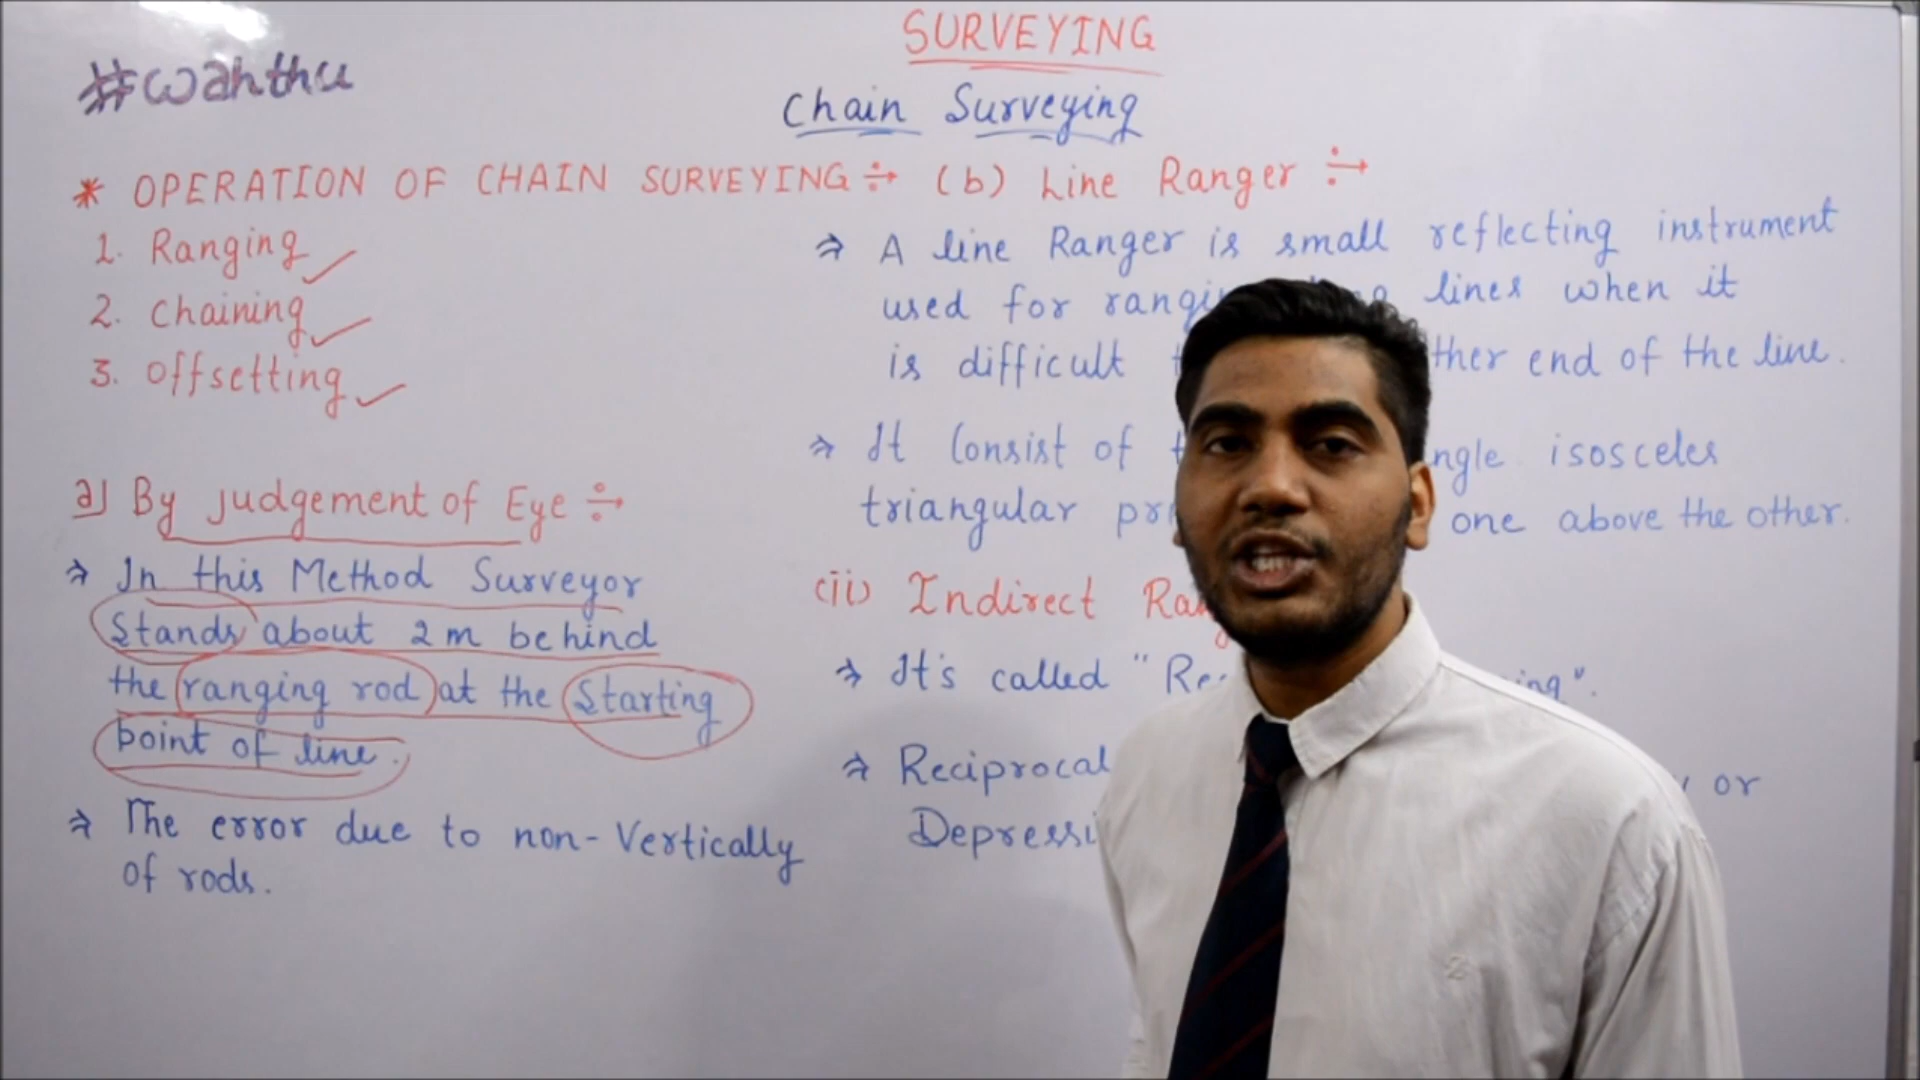 #wahthu
SURVEYING
Chain Surveying
* OPERATION OF CHAIN SURVEYING
1. Ranging
2. Chaining
3. Offsetting
a) By judgement of Eye
⇒ In this Method Surveyor
Stands about 2m behind
the ranging rod at the Starting
point of line.
⇒ The error due to non-Vertically
of rods.
(b) Line Ranger
⇒ A line Ranger is small reflecting instrument
used for lines when it
is difficult end of the line.
⇒ It Consist of isosceles
triangular one above the other.
(ii) Indirect
⇒ It's called "
⇒ Reciprocal or